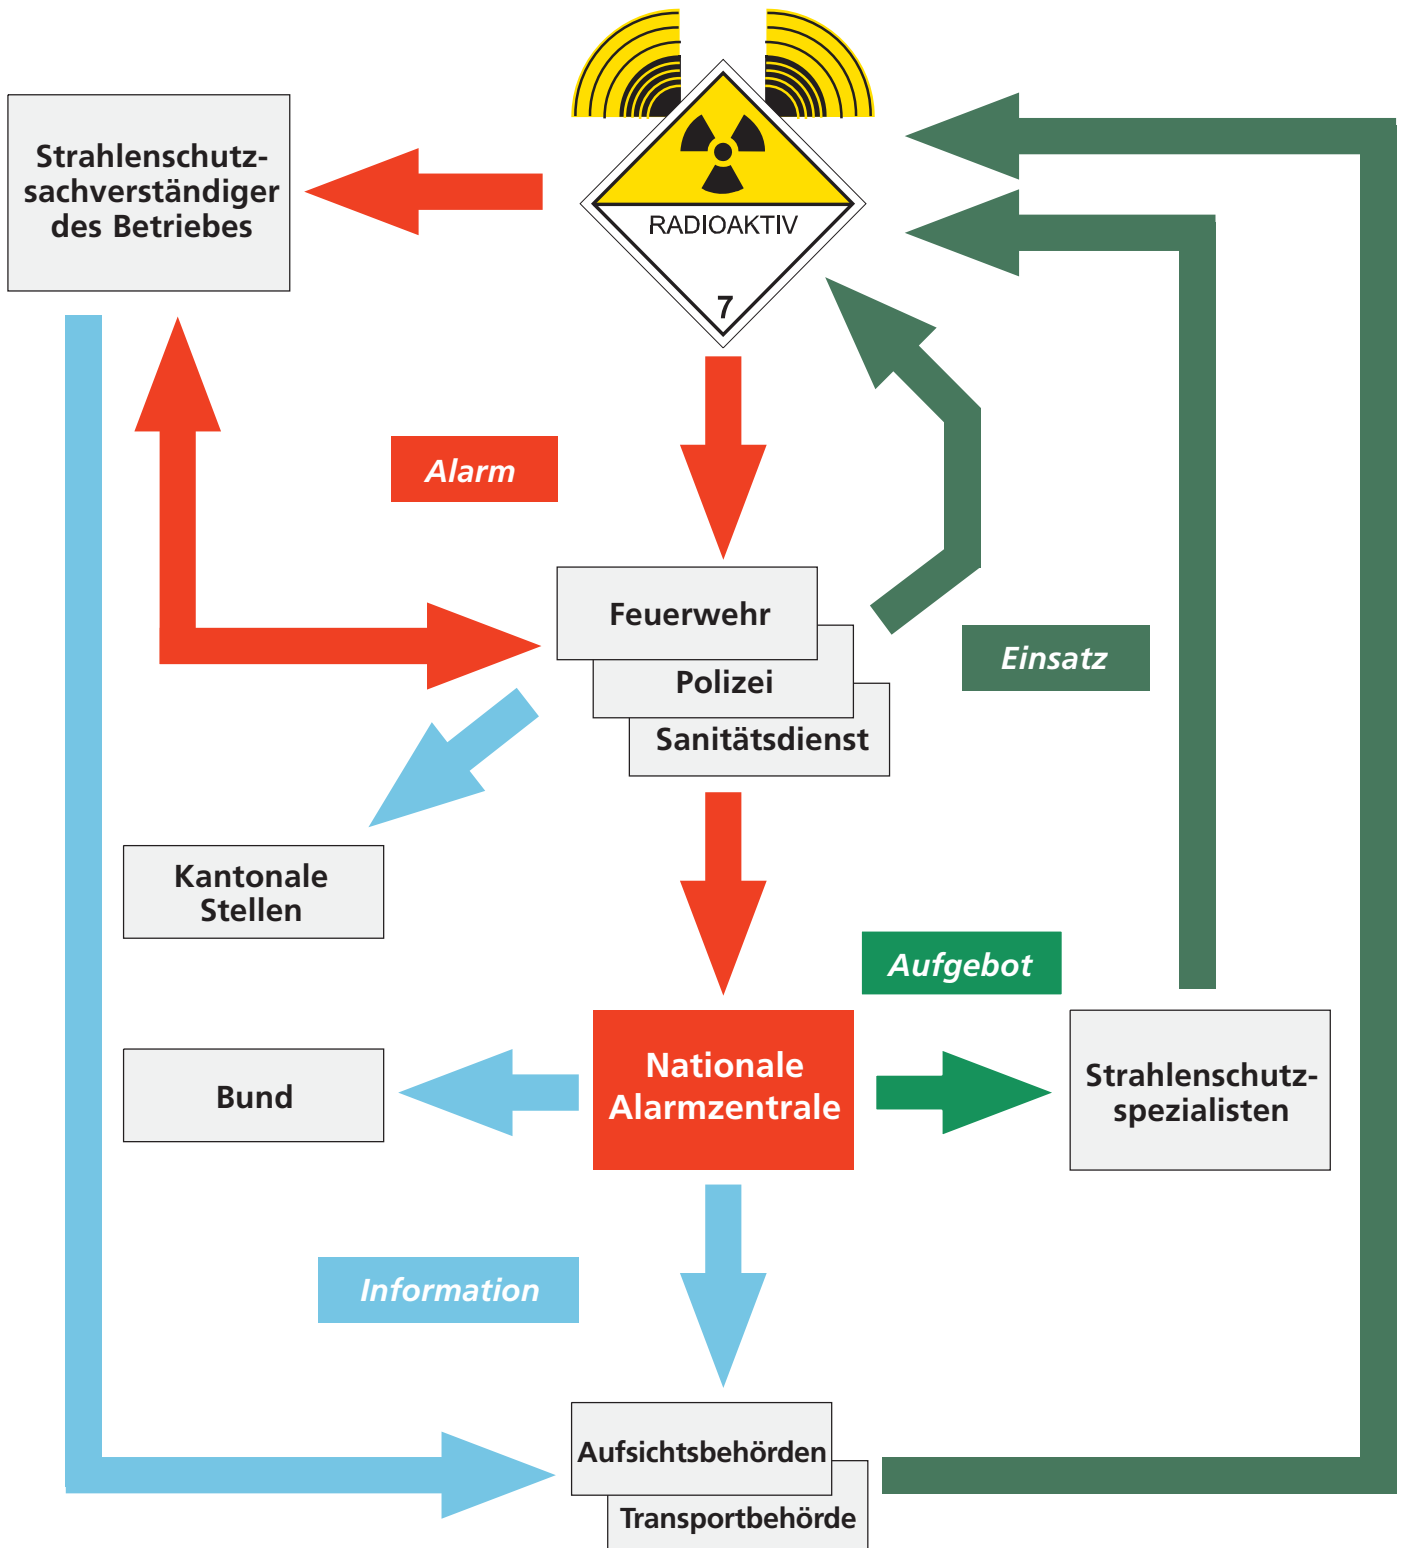 Strahlenschutz-
sachverständiger
des Betriebes
RADIOAKTIV
7
Alarm
Feuerwehr
Polizei
Sanitätsdienst
Einsatz
Kantonale
Stellen
Aufgebot
Bund
Nationale
Alarmzentrale
Strahlenschutz-
spezialisten
Information
Aufsichtsbehörden
Transportbehörde